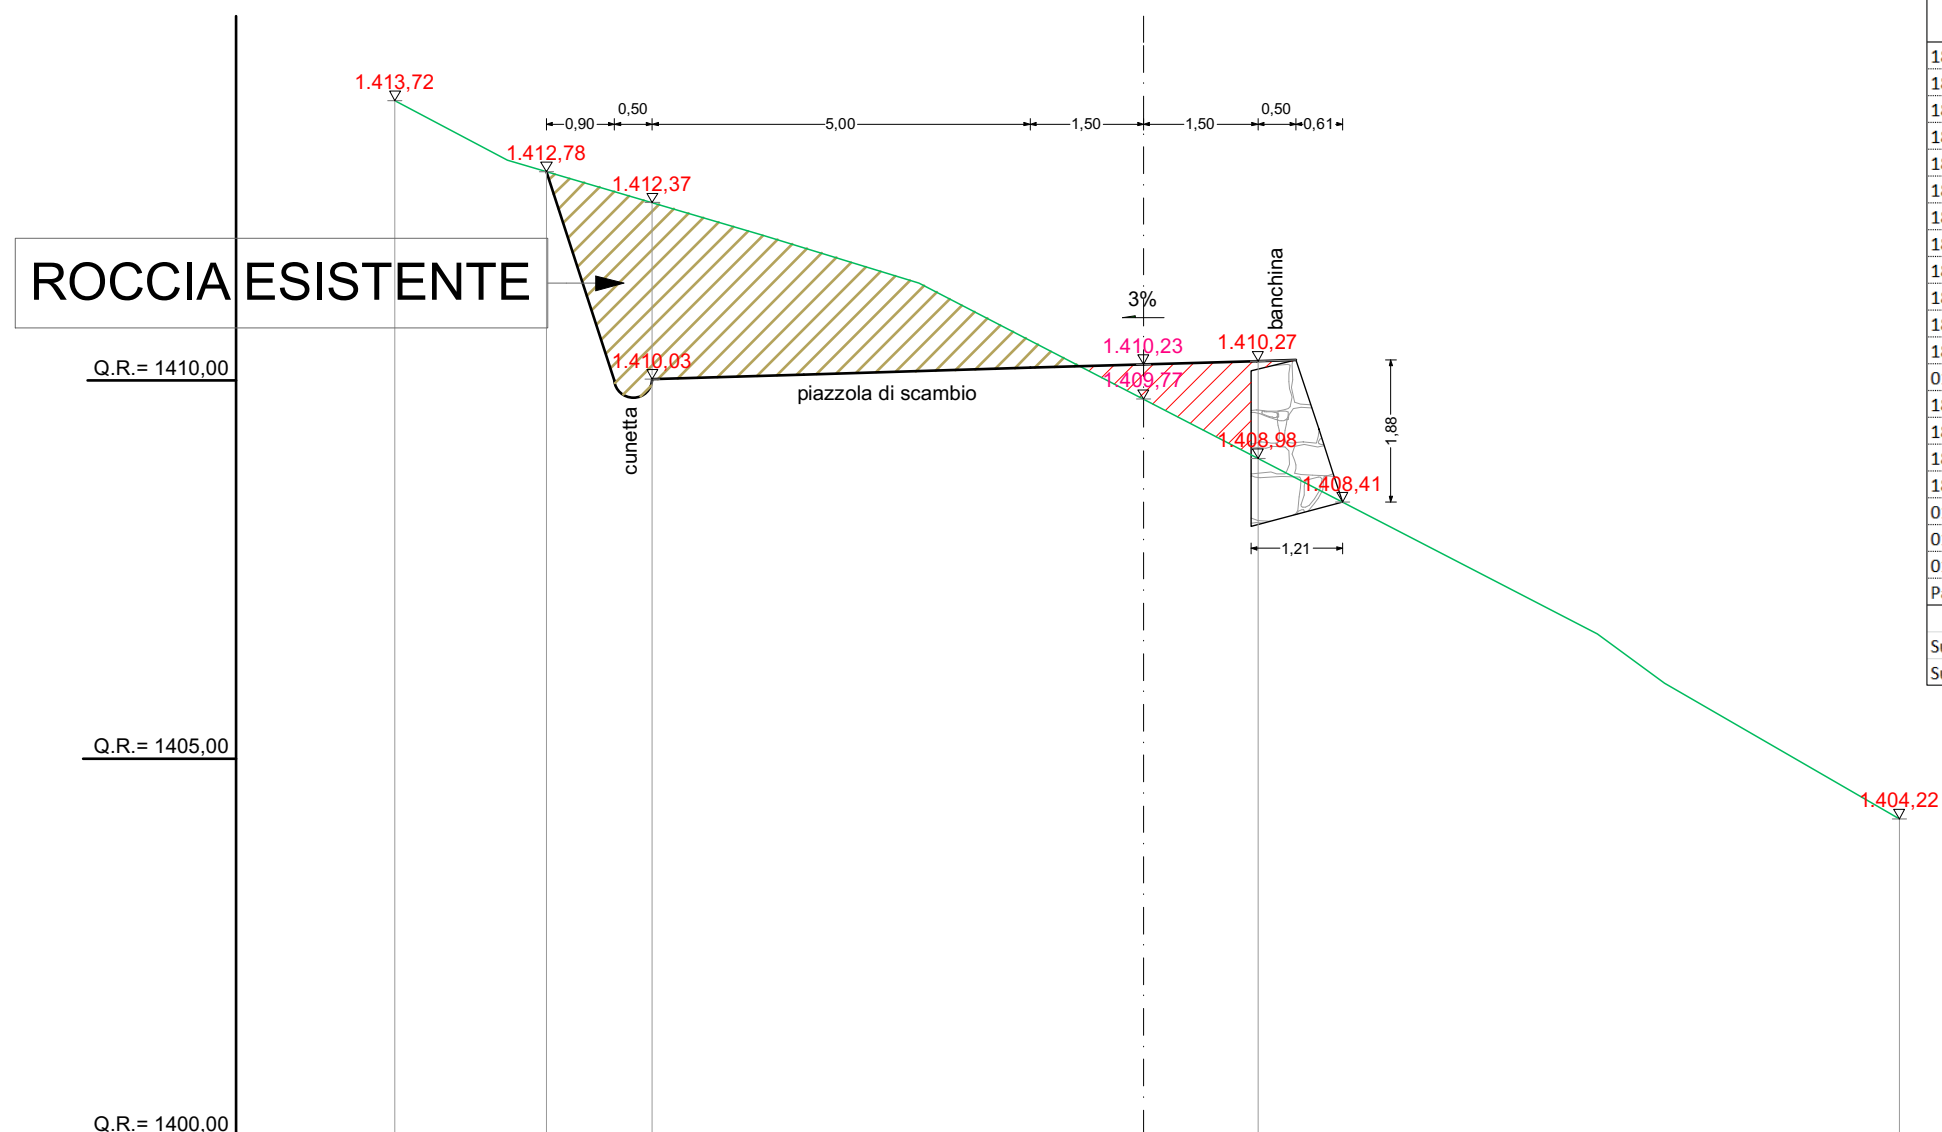 1.413,72
0,50
0,50
0,90
5,00
1,50
1,50
0,61
1.412,78
1.412,37
ROCCIA ESISTENTE
banchina
3%
1.410,23
1.410,27
1.410,03
Q.R.= 1410,00
1.409,77
piazzola di scambio
cunetta
1,88
1.408,98
1.408,41
1,21
Q.R.= 1405,00
1.404,22
Q.R.= 1400,00